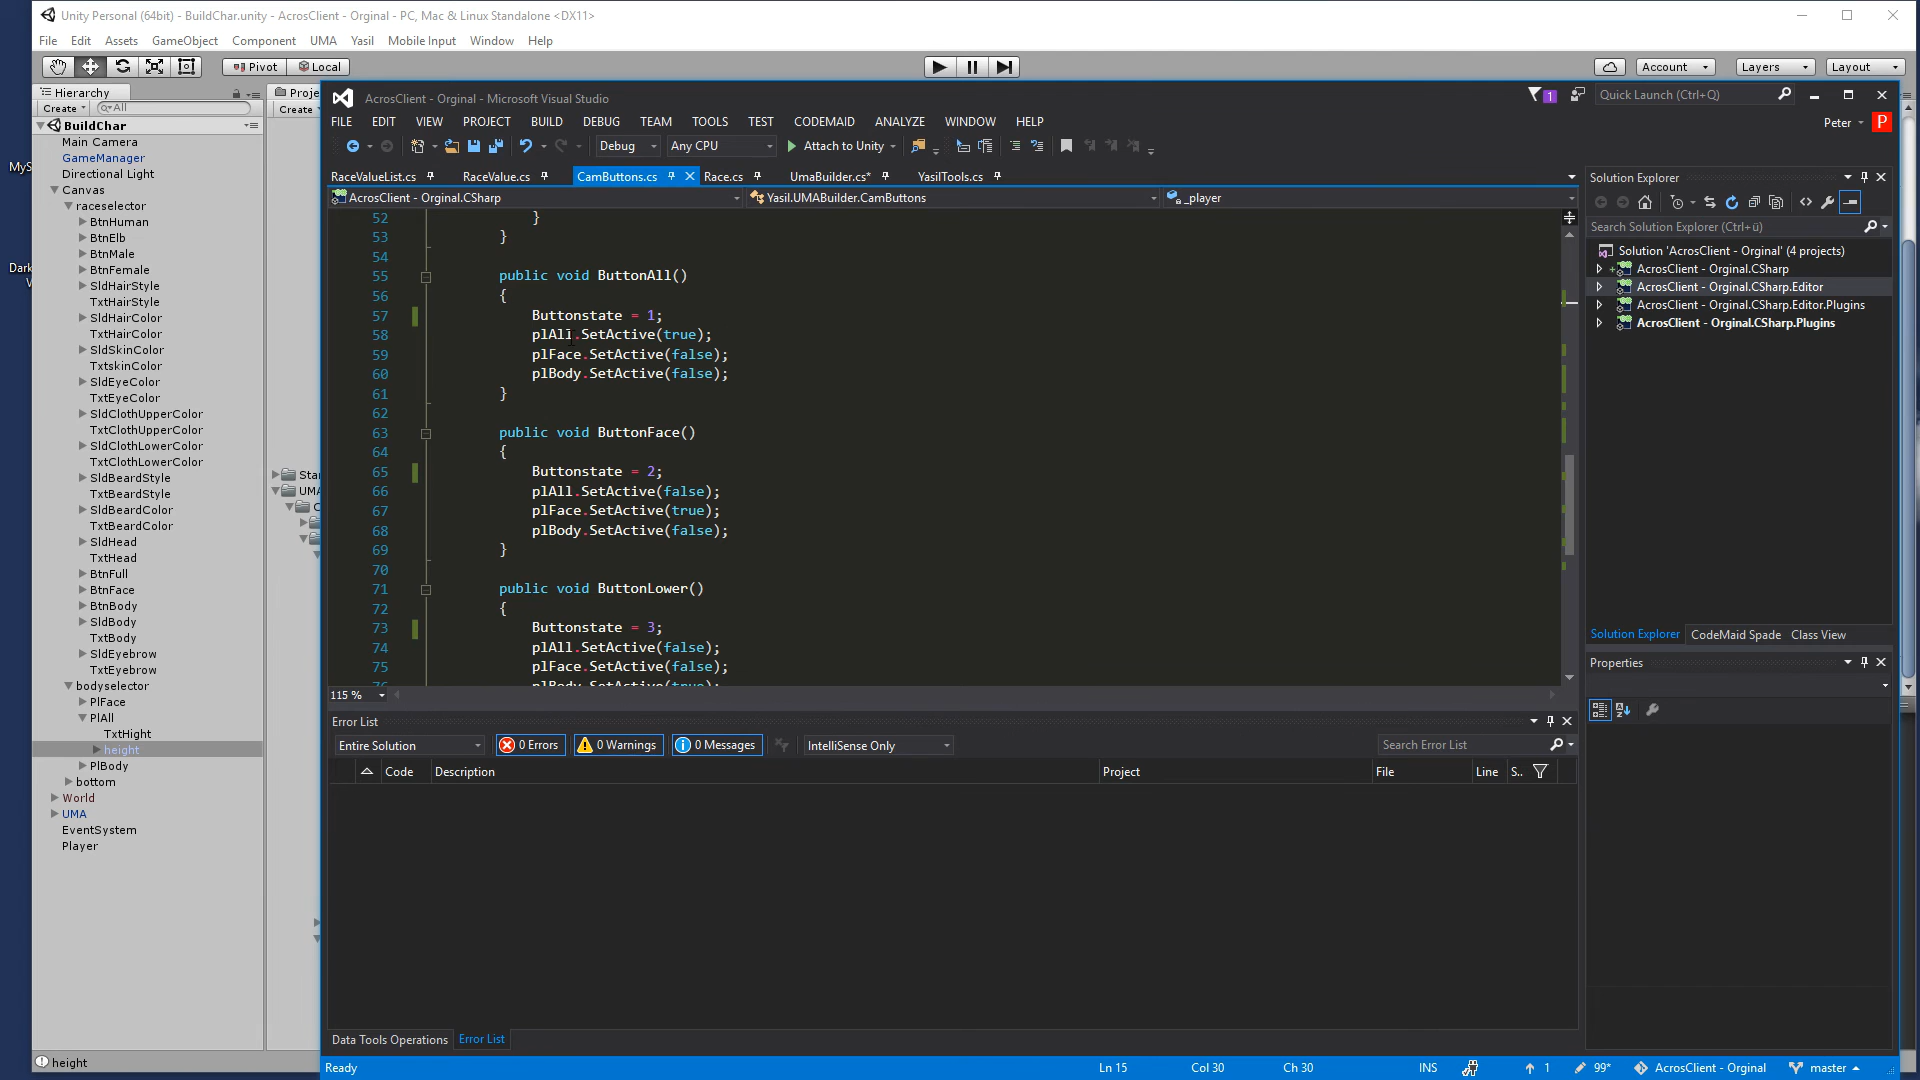 Unity Personal (64bit) - BuildChar.unity - AcrosClient - Orginal - PC, Mac & Linux Standalone <DX11>
File Edit Assets GameObject Component UMA Yasil Mobile Input Window Help
Pivot Local Account Layers Layout
Hierarchy
Create All
BuildChar
Main Camera
GameManager
Directional Light
Canvas
raceselector
BtnHuman
BtnElb
BtnMale
BtnFemale
SldHairStyle
TxtHairStyle
SldHairColor
TxtHairColor
SldSkinColor
TxtskinColor
SldEyeColor
TxtEyeColor
SldClothUpperColor
TxtClothUpperColor
SldClothLowerColor
TxtClothLowerColor
SldBeardStyle
TxtBeardStyle
SldBeardColor
TxtBeardColor
SldHead
TxtHead
BtnFull
BtnFace
BtnBody
SldBody
TxtBody
SldEyebrow
TxtEyebrow
bodyselector
PlFace
PlAll
TxtHight
height
PlBody
bottom
World
UMA
EventSystem
Player
height
Proje
Create
Star
UMA
C
MyS
Dark
AcrosClient - Orginal - Microsoft Visual Studio
1
Quick Launch (Ctrl+Q)
FILE EDIT VIEW PROJECT BUILD DEBUG TEAM TOOLS TEST CODEMAID ANALYZE WINDOW HELP
Peter P
Debug Any CPU Attach to Unity
RaceValueList.cs RaceValue.cs CamButtons.cs Race.cs UmaBuilder.cs* YasilTools.cs
AcrosClient - Orginal.CSharp Yasil.UMABuilder.CamButtons _player
52 }
53 }
54
55 public void ButtonAll()
56 {
57 Buttonstate = 1;
58 plAll.SetActive(true);
59 plFace.SetActive(false);
60 plBody.SetActive(false);
61 }
62
63 public void ButtonFace()
64 {
65 Buttonstate = 2;
66 plAll.SetActive(false);
67 plFace.SetActive(true);
68 plBody.SetActive(false);
69 }
70
71 public void ButtonLower()
72 {
73 Buttonstate = 3;
74 plAll.SetActive(false);
75 plFace.SetActive(false);
76 plBody.SetActive(true);
115 %
Error List
Entire Solution 0 Errors 0 Warnings 0 Messages IntelliSense Only Search Error List
Code Description Project File Line S..
Data Tools Operations Error List
Solution Explorer
Search Solution Explorer (Ctrl+ü)
Solution 'AcrosClient - Orginal' (4 projects)
AcrosClient - Orginal.CSharp
AcrosClient - Orginal.CSharp.Editor
AcrosClient - Orginal.CSharp.Editor.Plugins
AcrosClient - Orginal.CSharp.Plugins
Solution Explorer CodeMaid Spade Class View
Properties
Ready Ln 15 Col 30 Ch 30 INS 1 99* AcrosClient - Orginal master